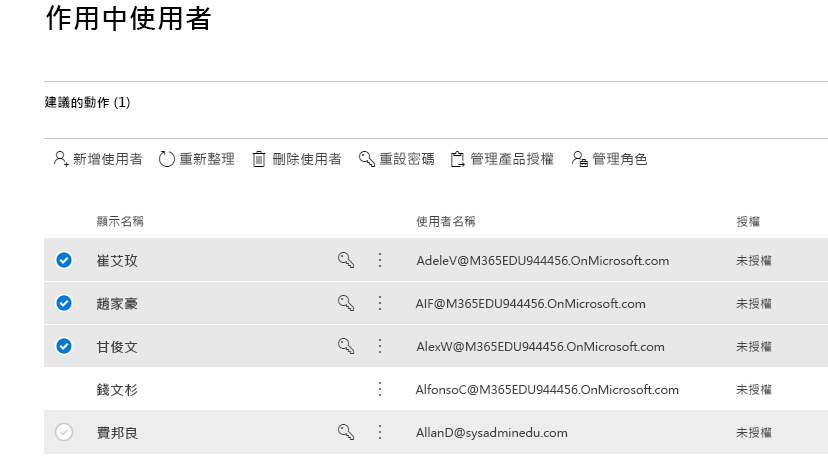 作用中使用者
建議的動作 (1)
新增使用者 重新整理 刪除使用者 重設密碼 管理產品授權 管理角色
顯示名稱 使用者名稱 授權
崔艾玫 AdeleV@M365EDU944456.OnMicrosoft.com 未授權
趙家豪 AIF@M365EDU944456.OnMicrosoft.com 未授權
甘俊文 AlexW@M365EDU944456.OnMicrosoft.com 未授權
錢文杉 AlfonsoC@M365EDU944456.OnMicrosoft.com 未授權
費邦良 AllanD@sysadminedu.com 未授權